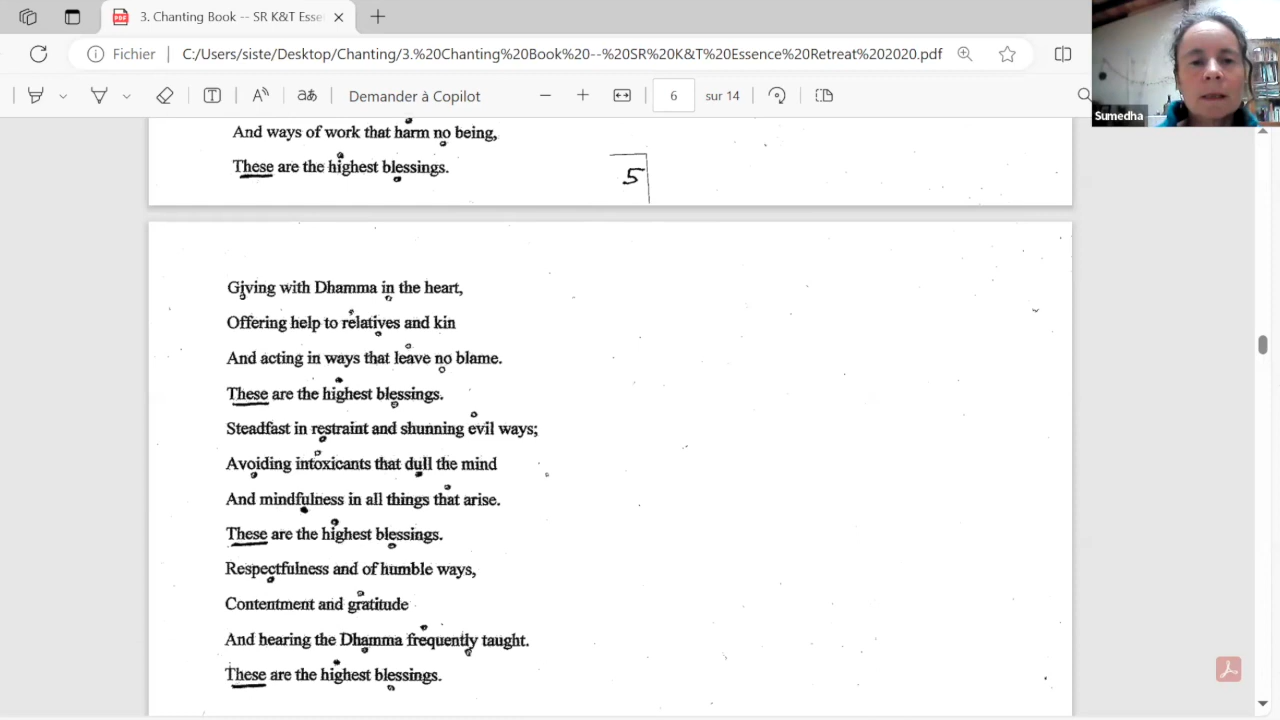 3. Chanting Book -- SR K&T Esse
Fichier
C:/Users/siste/Desktop/Chanting/3.%20Chanting%20Book%20--%20SR%20K&T%20Essence%20Retreat%202020.pdf
Demander à Copilot
6
sur 14
Sumedha
And ways of work that harm no being,
These are the highest blessings.
5
Giving with Dhamma in the heart,
Offering help to relatives and kin
And acting in ways that leave no blame.
These are the highest blessings.
Steadfast in restraint and shunning evil ways;
Avoiding intoxicants that dull the mind
And mindfulness in all things that arise.
These are the highest blessings.
Respectfulness and of humble ways,
Contentment and gratitude
And hearing the Dhamma frequently taught.
These are the highest blessings.